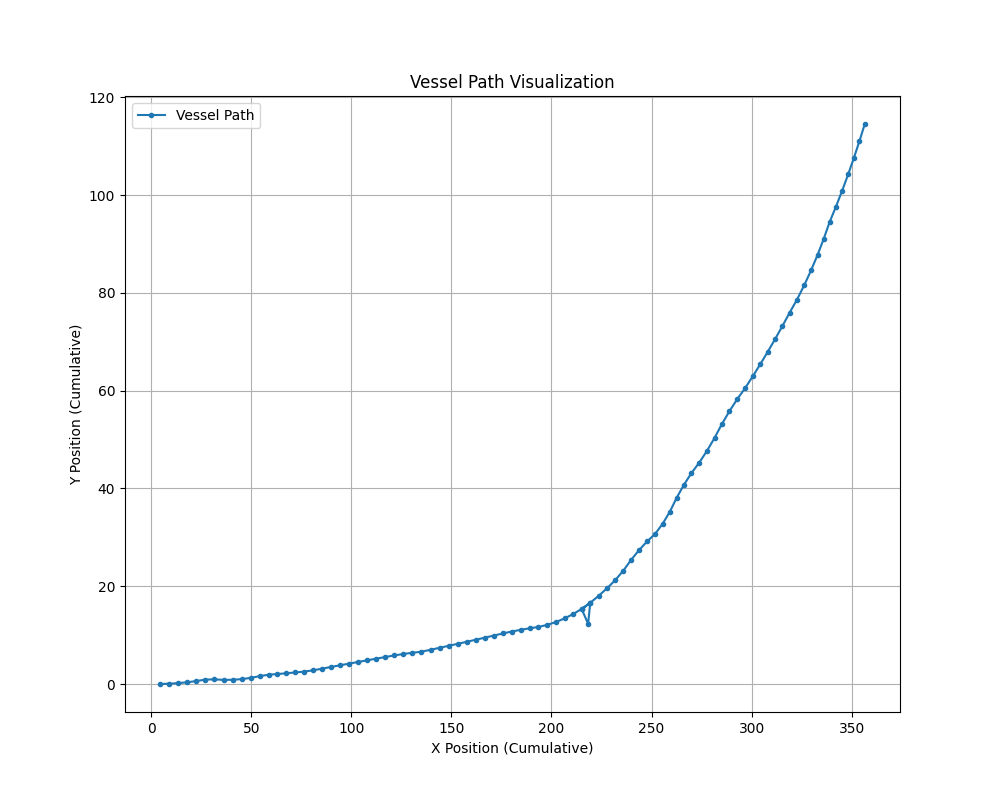 Vessel Path Visualization
Vessel Path
120
100
80
60
40
20
0
Y Position (Cumulative)
0 50 100 150 200 250 300 350
X Position (Cumulative)